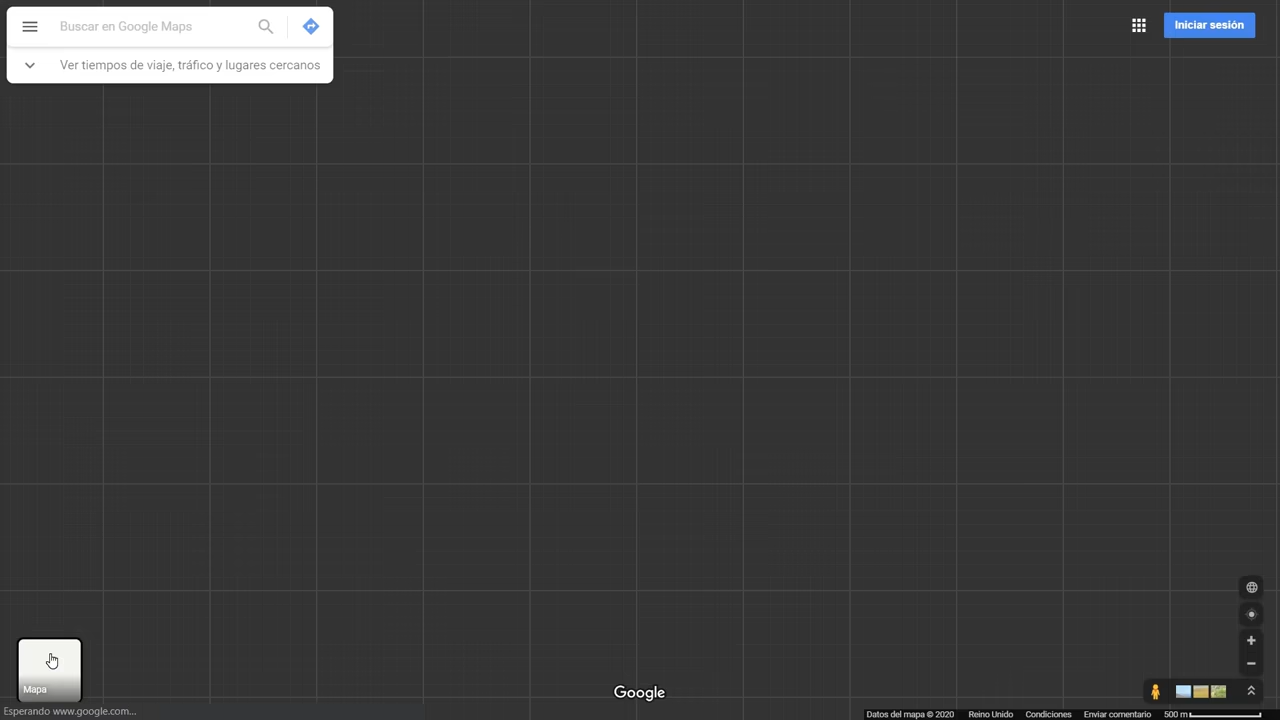 Buscar en Google Maps
Iniciar sesión
Ver tiempos de viaje, tráfico y lugares cercanos
Mapa
Google
Esperando www.google.com...
Datos del mapa © 2020 Reino Unido Condiciones Enviar comentario 500 m